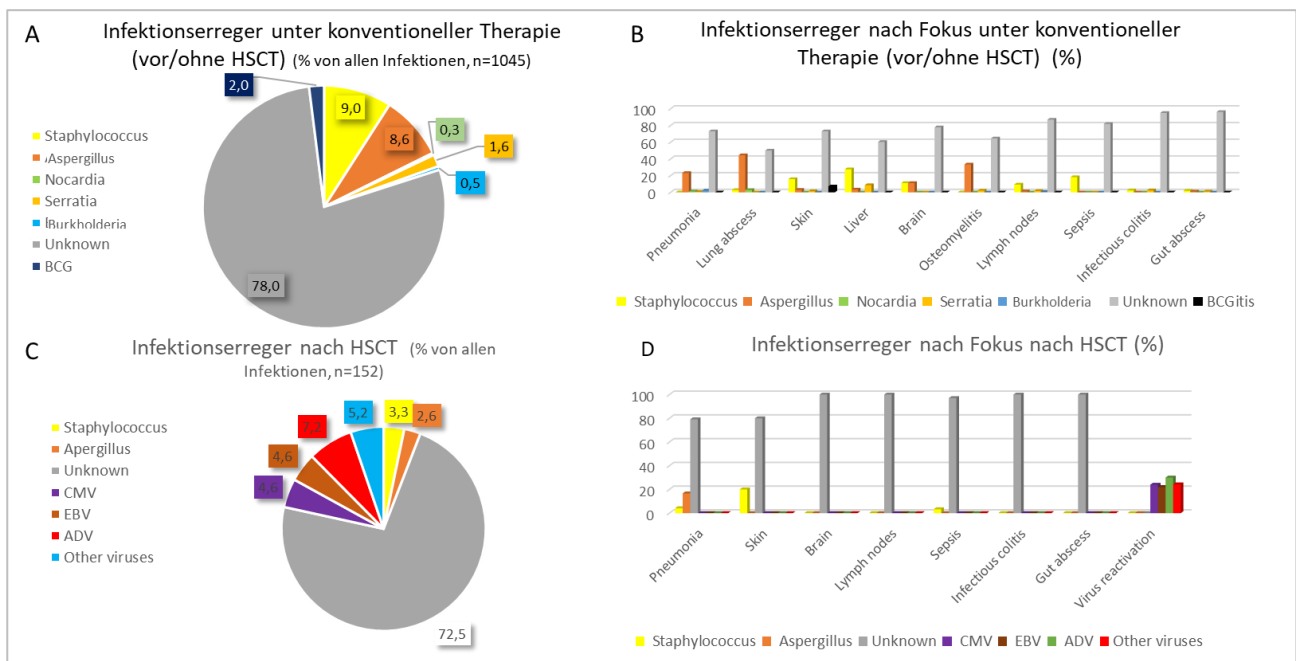 A
Infektionserreger unter konventioneller Therapie
(vor/ohne HSCT) (% von allen Infektionen, n=1045)
2,0
9,0
8,6
0,3
1,6
0,5
78,0
Staphylococcus
Aspergillus
Nocardia
Serratia
Burkholderia
Unknown
BCG
B
Infektionserreger nach Fokus unter konventioneller
Therapie (vor/ohne HSCT) (%)
100
80
60
40
20
0
Pneumonia
Lung abscess
Skin
Liver
Brain
Osteomyelitis
Lymph nodes
Sepsis
Infectious colitis
Gut abscess
Staphylococcus Aspergillus Nocardia Serratia Burkholderia Unknown BCGitis
C
Infektionserreger nach HSCT (% von allen
Infektionen, n=152)
5,2
3,3
2,6
7,2
4,6
4,6
72,5
Staphylococcus
Apergillus
Unknown
CMV
EBV
ADV
Other viruses
D
Infektionserreger nach Fokus nach HSCT (%)
100
80
60
40
20
0
Pneumonia
Skin
Brain
Lymph nodes
Sepsis
Infectious colitis
Gut abscess
Virus reactivation
Staphylococcus Aspergillus Unknown CMV EBV ADV Other viruses